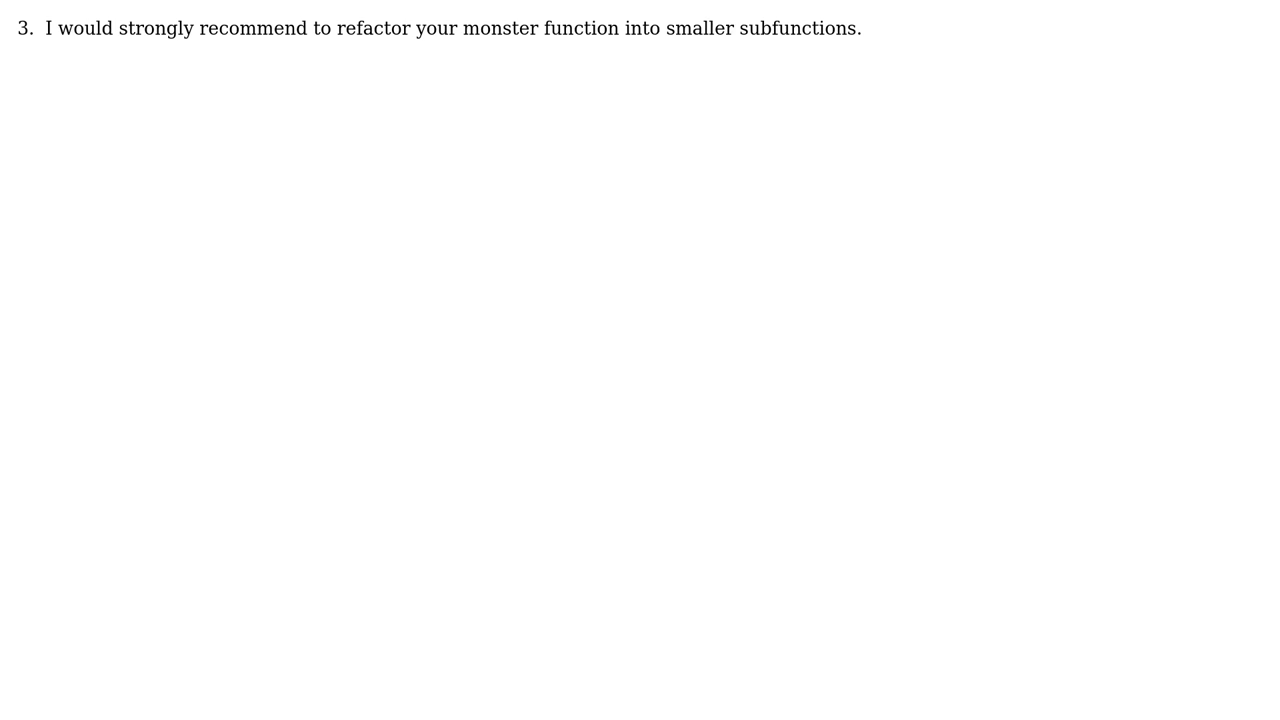 3. I would strongly recommend to refactor your monster function into smaller subfunctions.